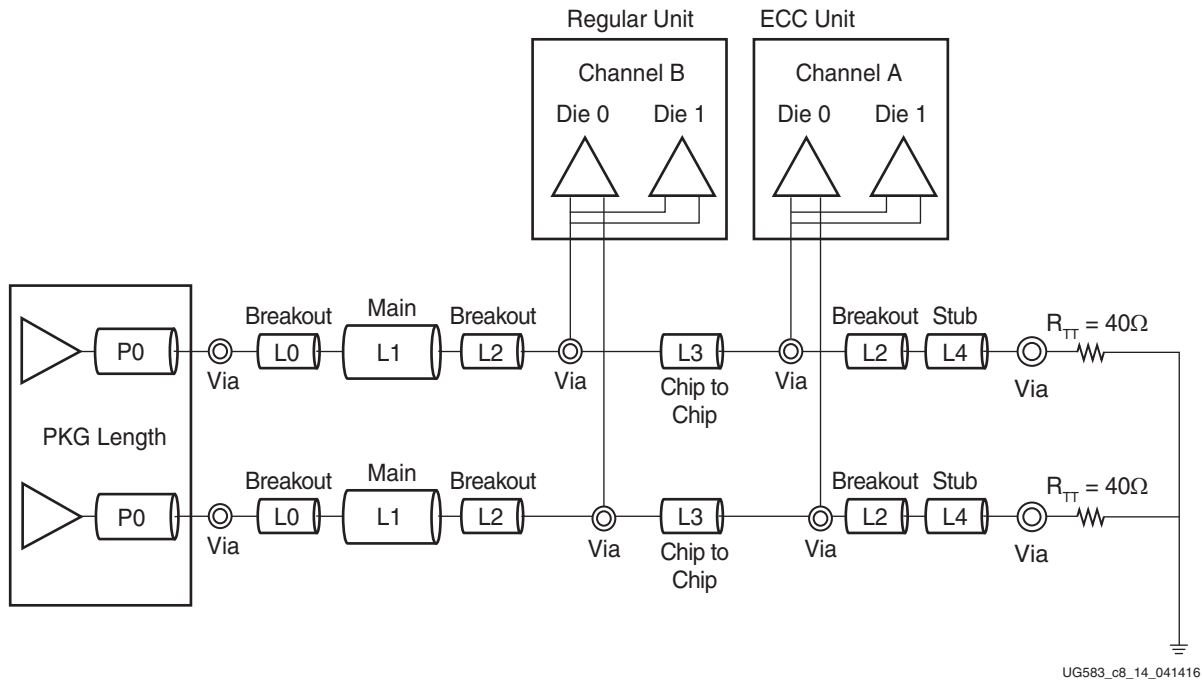 Regular Unit
ECC Unit
Channel B
Channel A
Die 0
Die 1
Die 0
Die 1
PKG Length
P0
Via
Breakout
L0
Main
L1
Breakout
L2
Via
L3
Chip to
Chip
Via
Breakout
L2
Stub
L4
Via
RTT = 40Ω
P0
Via
Breakout
L0
Main
L1
Breakout
L2
Via
L3
Chip to
Chip
Via
Breakout
L2
Stub
L4
Via
RTT = 40Ω
UG583_c8_14_041416